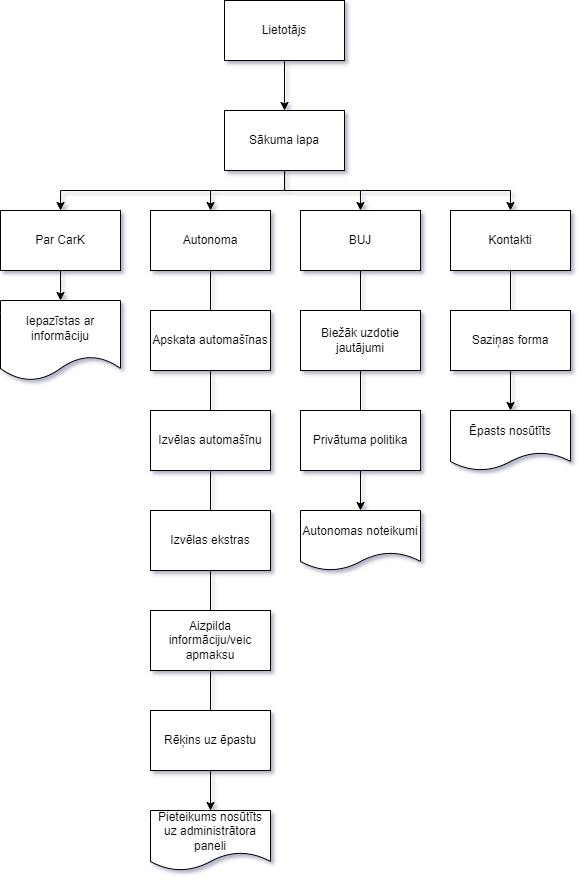 Lietotājs
Sākuma lapa
Par CarK
Autonoma
BUJ
Kontakti
Iepazīstas ar
informāciju
Apskata automašīnas
Biežāk uzdotie
jautājumi
Saziņas forma
Izvēlas automašīnu
Privātuma politika
Ēpasts nosūtīts
Izvēlas ekstras
Autonomas noteikumi
Aizpilda
informāciju/veic
apmaksu
Rēķins uz ēpastu
Pieteikums nosūtīts
uz administrātora
paneli